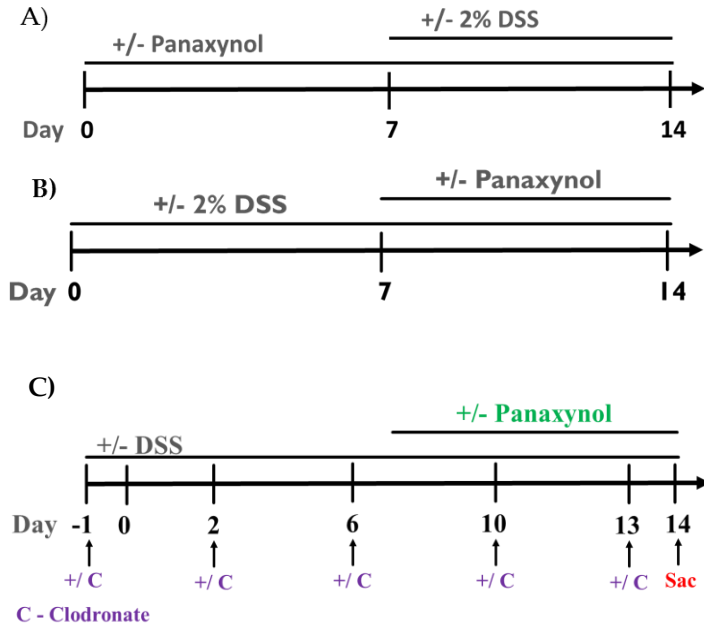 A)
+/- 2% DSS
+/- Panaxynol
Day 0 7 14
B)
+/- Panaxynol
+/- 2% DSS
Day 0 7 14
C)
+/- Panaxynol
+/- DSS
Day -1 0 2 6 10 13 14
+/ C +/ C +/ C +/ C +/ C Sac
C - Clodronate